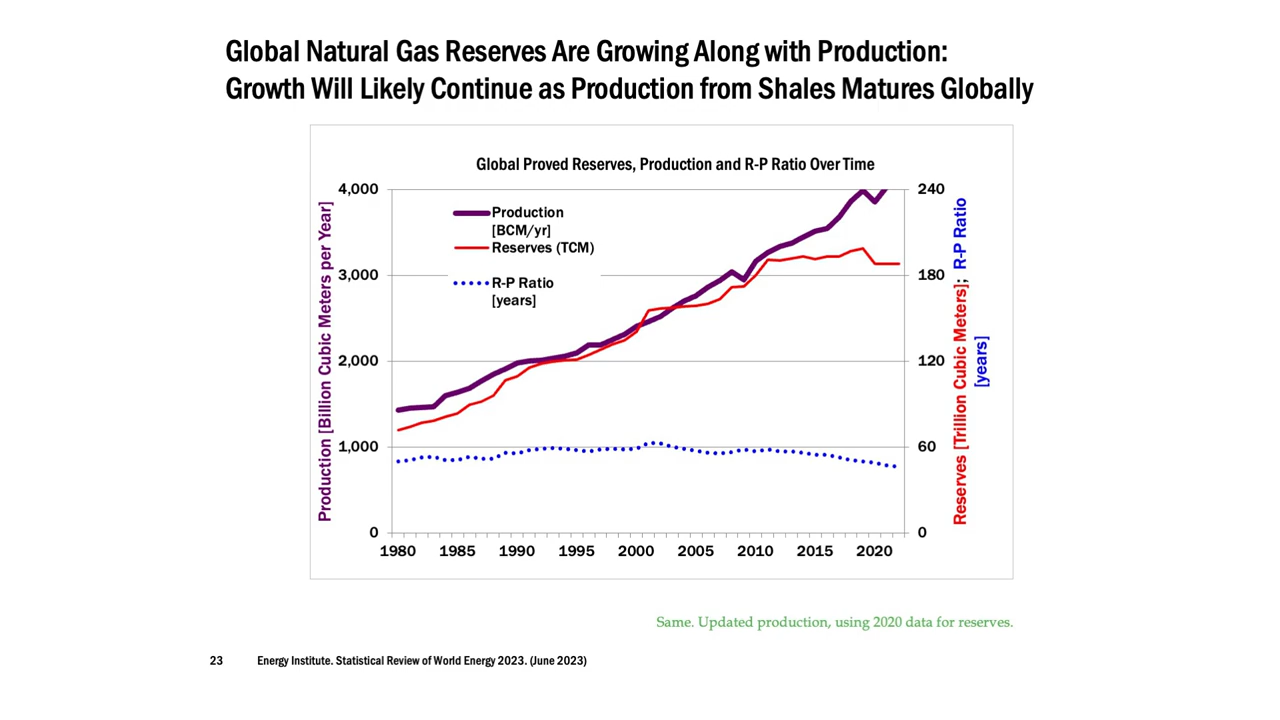 Global Natural Gas Reserves Are Growing Along with Production:
Growth Will Likely Continue as Production from Shales Matures Globally
Global Proved Reserves, Production and R-P Ratio Over Time
Production [Billion Cubic Meters per Year]
4,000
3,000
2,000
1,000
0
Production
[BCM/yr]
Reserves (TCM)
R-P Ratio
[years]
240
180
120
60
0
Reserves [Trillion Cubic Meters]; R-P Ratio
[years]
1980 1985 1990 1995 2000 2005 2010 2015 2020
Same. Updated production, using 2020 data for reserves.
23 Energy Institute. Statistical Review of World Energy 2023. (June 2023)